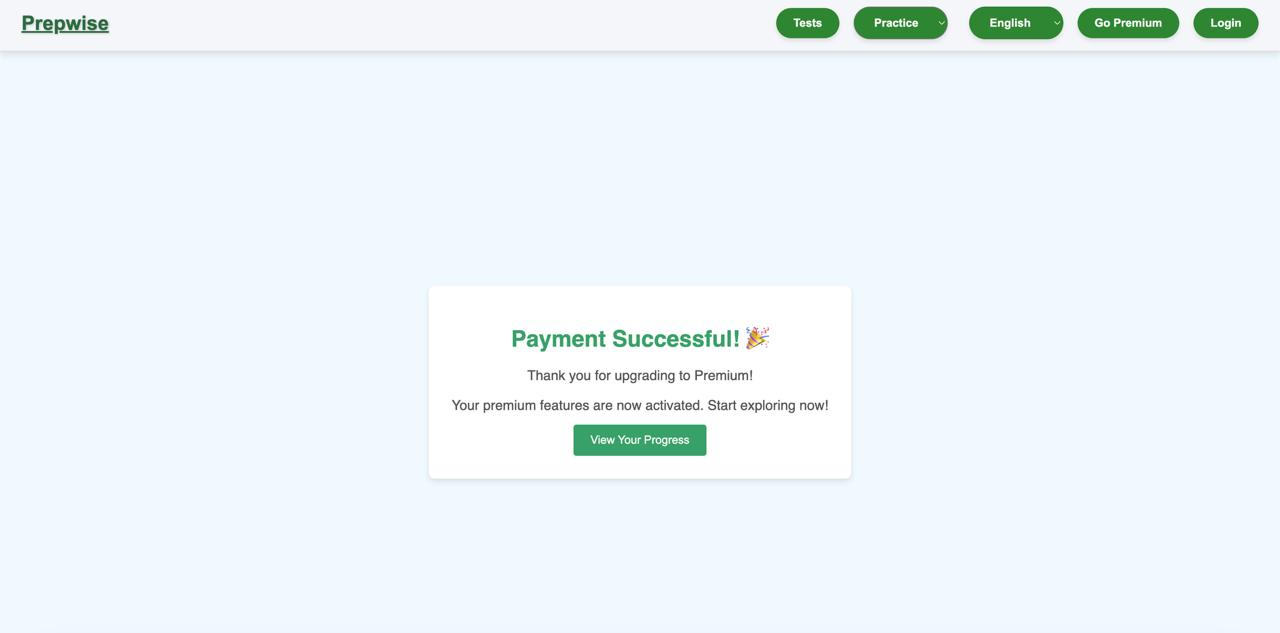 Prepwise
Tests
Practice
English
Go Premium
Login
Payment Successful! 🎉
Thank you for upgrading to Premium!
Your premium features are now activated. Start exploring now!
View Your Progress